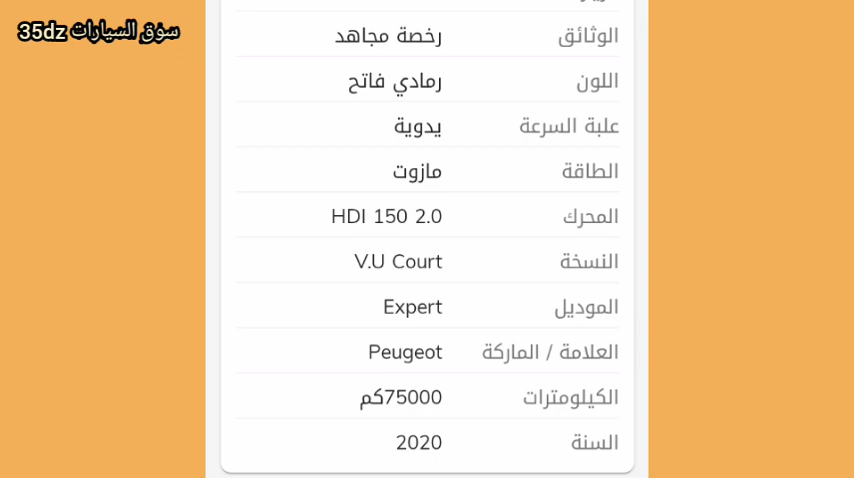 سوق السيارات 35dz
الوثائق رخصة مجاهد
اللون رمادي فاتح
علبة السرعة يدوية
الطاقة مازوت
المحرك HDI 150 2.0
النسخة V.U Court
الموديل Expert
العلامة / الماركة Peugeot
الكيلومترات 75000كم
السنة 2020